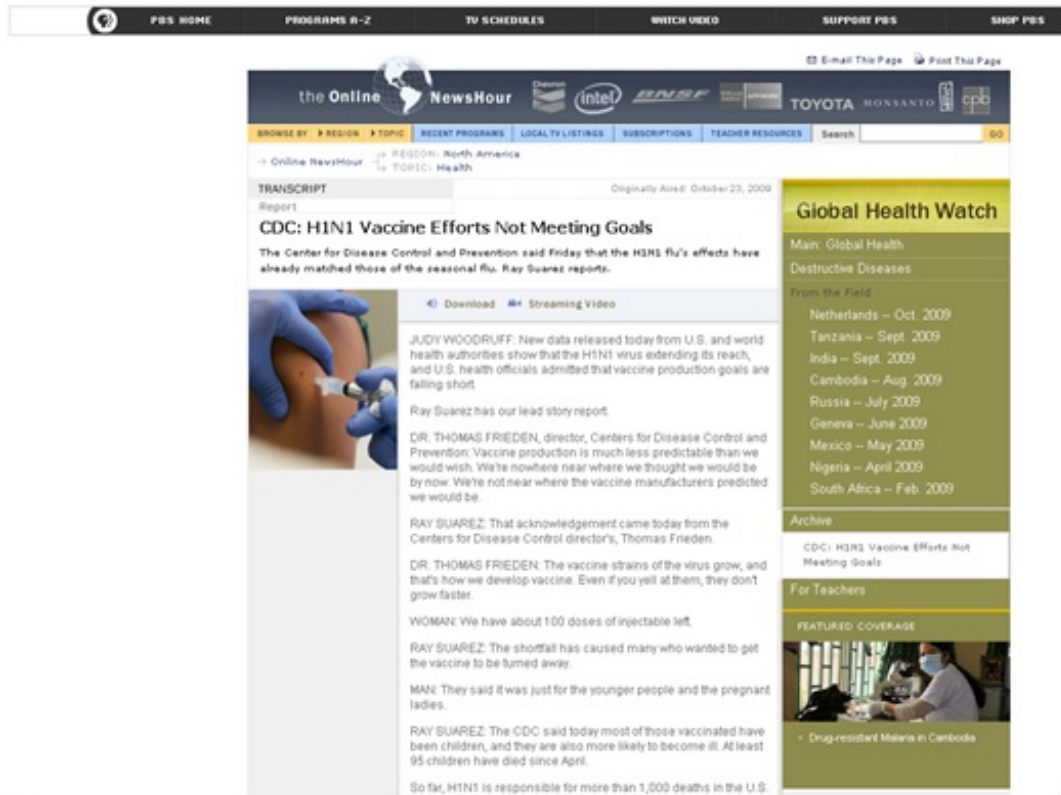 PBS HOME
PROGRAMS A-Z
TV SCHEDULES
WATCH VIDEO
SUPPORT PBS
SHOP PBS
E-mail This Page Print This Page
the Online NewsHour
Chevron
intel
BNSF
TOYOTA
MONSANTO
cpb
BROWSE BY REGION TOPIC RECENT PROGRAMS LOCAL TV LISTINGS SUBSCRIPTIONS TEACHER RESOURCES Search GO
Online NewsHour
REGION: North America
TOPIC: Health
TRANSCRIPT
Originally Aired: October 23, 2009
Report
CDC: H1N1 Vaccine Efforts Not Meeting Goals
The Center for Disease Control and Prevention said Friday that the H1N1 flu's effects have
already matched those of the seasonal flu. Ray Suarez reports.
Download Streaming Video
JUDY WOODRUFF: New data released today from U.S. and world
health authorities show that the H1N1 virus extending its reach,
and U.S. health officials admitted that vaccine production goals are
falling short.
Ray Suarez has our lead story report.
DR. THOMAS FRIEDEN, director, Centers for Disease Control and
Prevention: Vaccine production is much less predictable than we
would wish. We're nowhere near where we thought we would be
by now. We're not near where the vaccine manufacturers predicted
we would be.
RAY SUAREZ: That acknowledgement came today from the
Centers for Disease Control director's, Thomas Frieden.
DR. THOMAS FRIEDEN: The vaccine strains of the virus grow, and
that's how we develop vaccine. Even if you yell at them, they don't
grow faster.
WOMAN: We have about 100 doses of injectable left.
RAY SUAREZ: The shortfall has caused many who wanted to get
the vaccine to be turned away.
MAN: They said it was just for the younger people and the pregnant
ladies.
RAY SUAREZ: The CDC said today most of those vaccinated have
been children, and they are also more likely to become ill. At least
95 children have died since April.
So far, H1N1 is responsible for more than 1,000 deaths in the U.S.
Global Health Watch
Main: Global Health
Destructive Diseases
From the Field
Netherlands -- Oct. 2009
Tanzania -- Sept. 2009
India -- Sept. 2009
Cambodia -- Aug. 2009
Russia -- July 2009
Geneva -- June 2009
Mexico -- May 2009
Nigeria -- April 2009
South Africa -- Feb. 2009
Archive
CDC: H1N1 Vaccine Efforts Not
Meeting Goals
For Teachers
FEATURED COVERAGE
Drug-resistant Malaria in Cambodia